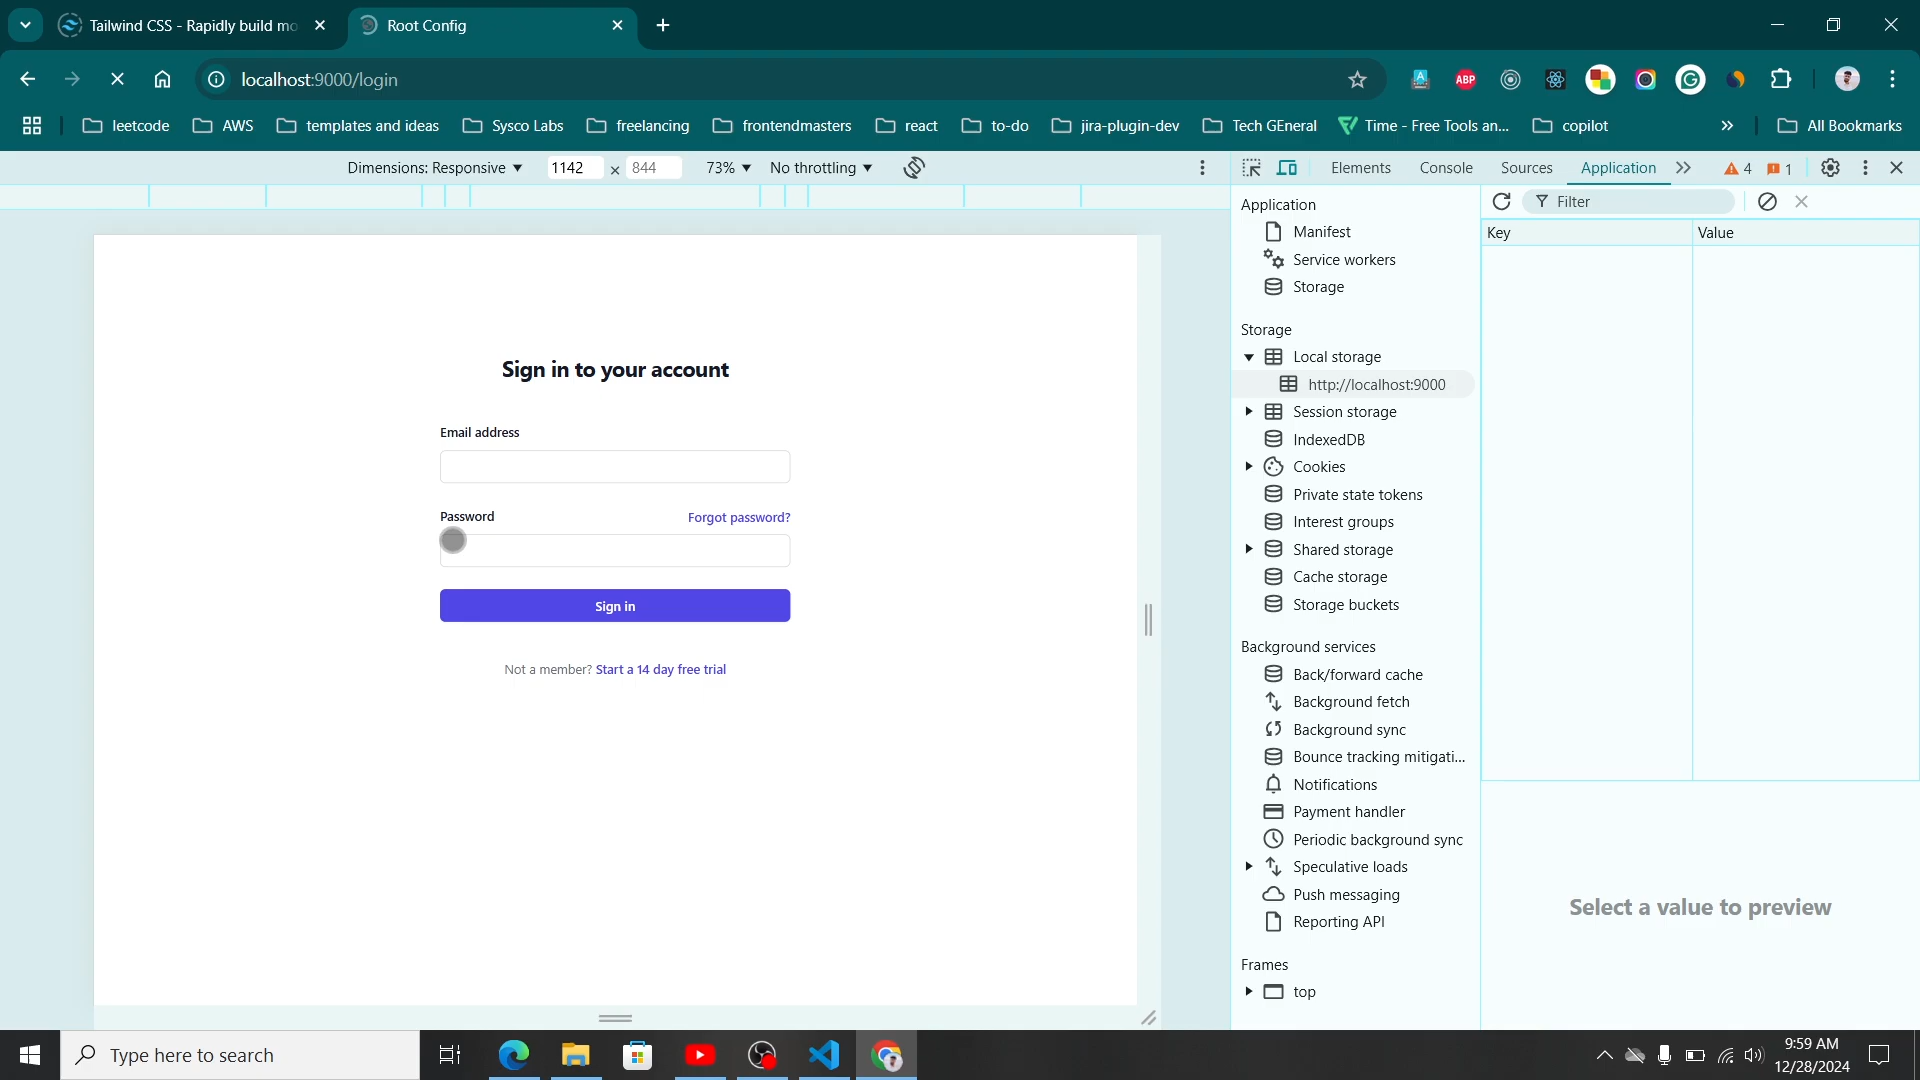 Tailwind CSS - Rapidly build mo
Root Config
localhost:9000/login
ABP
leetcode
AWS
templates and ideas
Sysco Labs
freelancing
frontendmasters
react
to-do
jira-plugin-dev
Tech GEneral
Time - Free Tools an...
copilot
All Bookmarks
Dimensions: Responsive
1142
x
844
73%
No throttling
Elements
Console
Sources
Application
4
1
Filter
Key
Value
Application
Manifest
Service workers
Storage
Storage
Local storage
http://localhost:9000
Session storage
IndexedDB
Cookies
Private state tokens
Interest groups
Shared storage
Cache storage
Storage buckets
Background services
Back/forward cache
Background fetch
Background sync
Bounce tracking mitigati...
Notifications
Payment handler
Periodic background sync
Speculative loads
Push messaging
Reporting API
Frames
top
Select a value to preview
Sign in to your account
Email address
Password
Forgot password?
Sign in
Not a member? Start a 14 day free trial
Type here to search
9:59 AM
12/28/2024